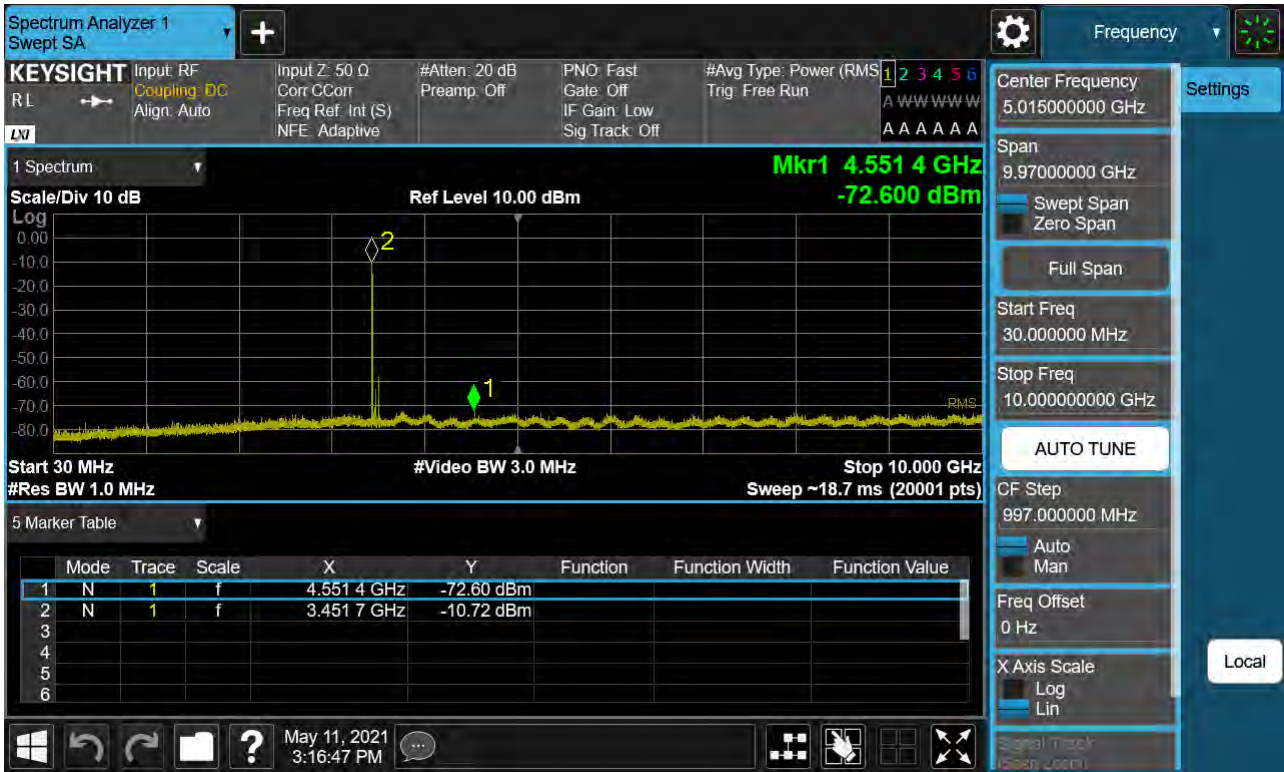 Spectrum Analyzer 1
Swept SA
+
Frequency
KEYSIGHT
RL
LXI
Input: RF
Coupling: DC
Align: Auto
Input Z: 50 Ω
Corr CCorr
Freq Ref: Int (S)
NFE: Adaptive
#Atten: 20 dB
Preamp: Off
PNO: Fast
Gate: Off
IF Gain: Low
Sig Track: Off
#Avg Type: Power (RMS
Trig: Free Run
1 2 3 4 5 6
A W W W W W
A A A A A A
Center Frequency
5.015000000 GHz
Settings
Span
9.97000000 GHz
Swept Span
Zero Span
Full Span
Start Freq
30.000000 MHz
Stop Freq
10.000000000 GHz
AUTO TUNE
CF Step
997.000000 MHz
Auto
Man
Freq Offset
0 Hz
X Axis Scale
Log
Lin
Signal Track
(Span Zoom)
Local
1 Spectrum
Mkr1 4.551 4 GHz
-72.600 dBm
Scale/Div 10 dB
Ref Level 10.00 dBm
Log
0.00
-10.0
-20.0
-30.0
-40.0
-50.0
-60.0
-70.0
-80.0
2
1
RMS
Start 30 MHz
#Video BW 3.0 MHz
Stop 10.000 GHz
#Res BW 1.0 MHz
Sweep ~18.7 ms (20001 pts)
5 Marker Table
Mode Trace Scale X Y Function Function Width Function Value
1 N 1 f 4.551 4 GHz -72.60 dBm
2 N 1 f 3.451 7 GHz -10.72 dBm
3
4
5
6
?
May 11, 2021
3:16:47 PM